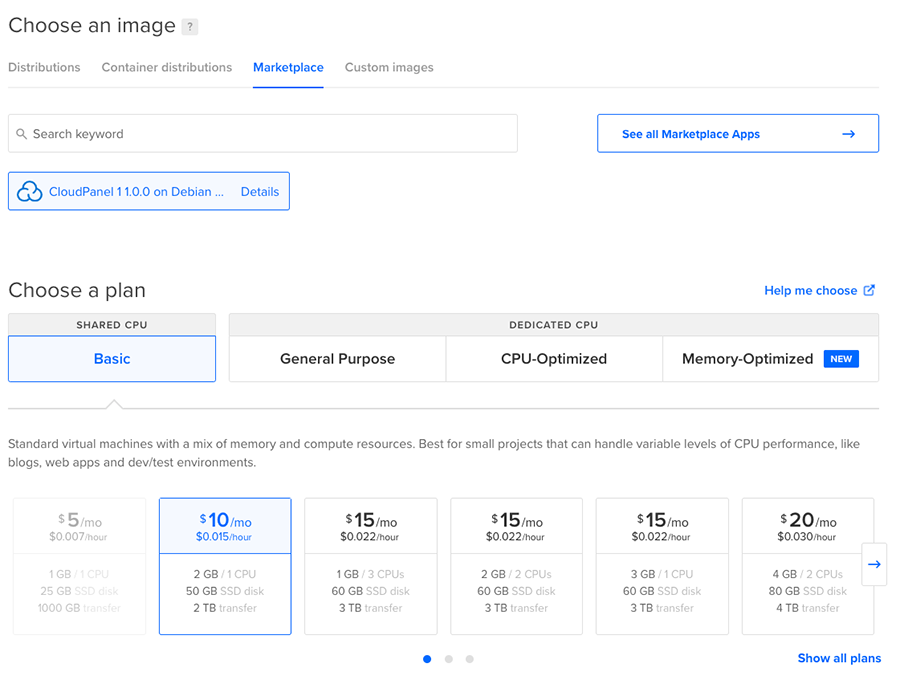 Choose an image ?
Distributions Container distributions Marketplace Custom images
Search keyword See all Marketplace Apps →
CloudPanel 1 1.0.0 on Debian ... Details
Choose a plan Help me choose
SHARED CPU DEDICATED CPU
Basic General Purpose CPU-Optimized Memory-Optimized NEW
Standard virtual machines with a mix of memory and compute resources. Best for small projects that can handle variable levels of CPU performance, like
blogs, web apps and dev/test environments.
$5/mo $10/mo $15/mo $15/mo $15/mo $20/mo
$0.007/hour $0.015/hour $0.022/hour $0.022/hour $0.022/hour $0.030/hour
1 GB / 1 CPU 2 GB / 1 CPU 1 GB / 3 CPUs 2 GB / 2 CPUs 3 GB / 1 CPU 4 GB / 2 CPUs
25 GB SSD disk 50 GB SSD disk 60 GB SSD disk 60 GB SSD disk 60 GB SSD disk 80 GB SSD disk
1000 GB transfer 2 TB transfer 3 TB transfer 3 TB transfer 3 TB transfer 4 TB transfer
Show all plans